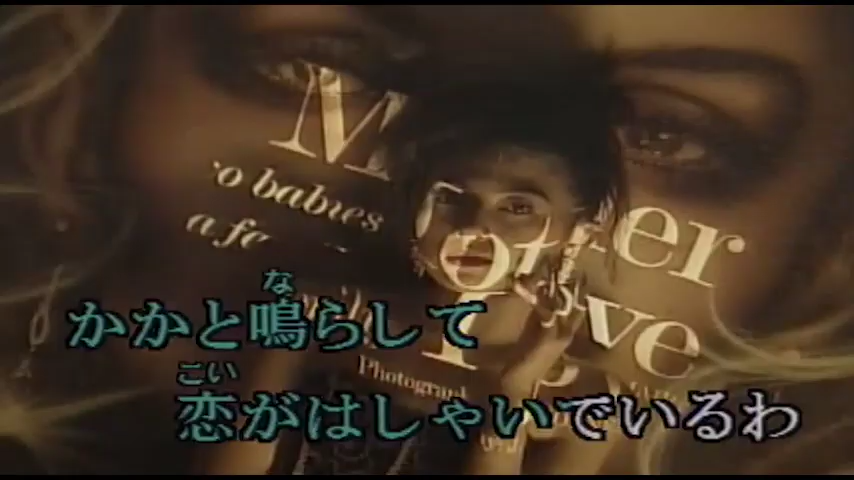 Mother
o babies
a fe
Love
な
かかと鳴らして
こい
恋がはしゃいでいるわ
Photograph